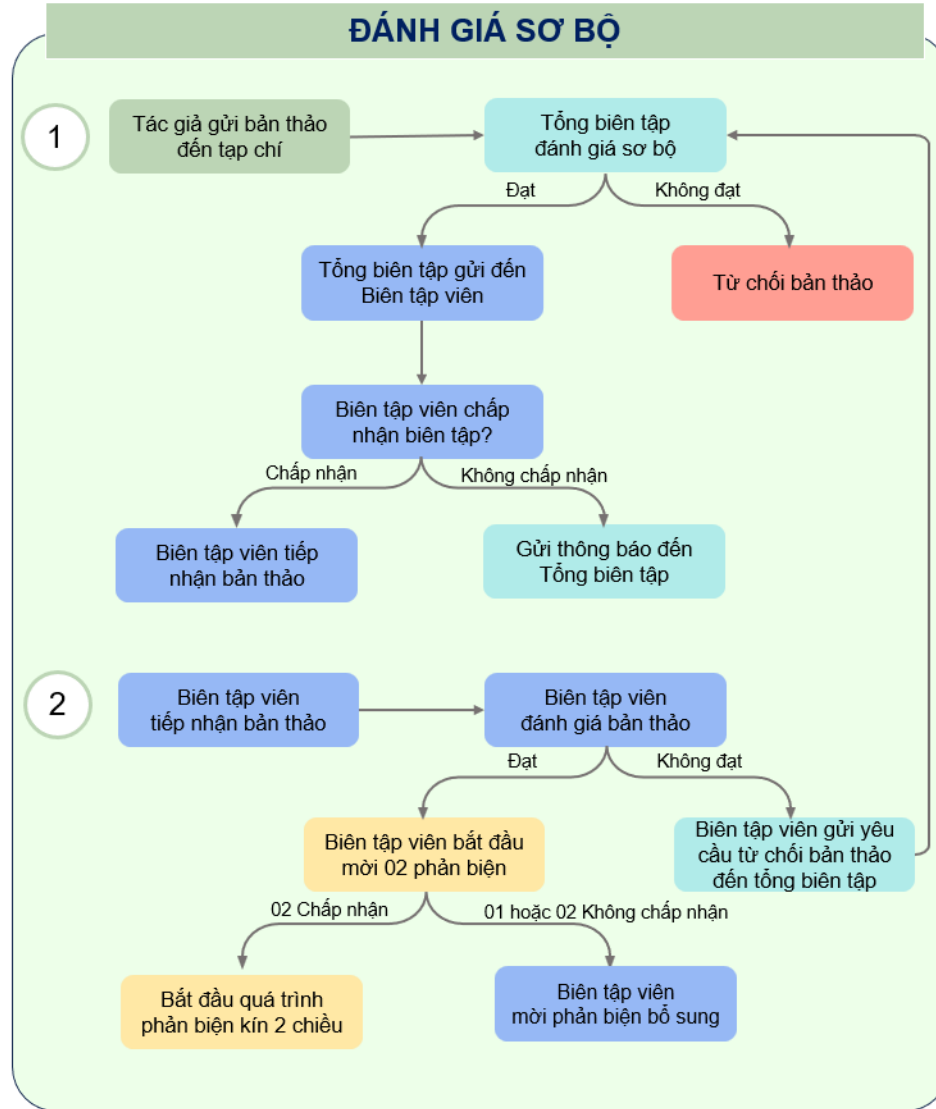 ĐÁNH GIÁ SƠ BỘ
1
Tác giả gửi bản thảo
đến tạp chí
Tổng biên tập
đánh giá sơ bộ
Đạt
Không đạt
Tổng biên tập gửi đến
Biên tập viên
Từ chối bản thảo
Biên tập viên chấp
nhận biên tập?
Chấp nhận
Không chấp nhận
Biên tập viên tiếp
nhận bản thảo
Gửi thông báo đến
Tổng biên tập
2
Biên tập viên
tiếp nhận bản thảo
Biên tập viên
đánh giá bản thảo
Đạt
Không đạt
Biên tập viên bắt đầu
mời 02 phản biện
Biên tập viên gửi yêu
cầu từ chối bản thảo
đến tổng biên tập
02 Chấp nhận
01 hoặc 02 Không chấp nhận
Bắt đầu quá trình
phản biện kín 2 chiều
Biên tập viên
mời phản biện bổ sung